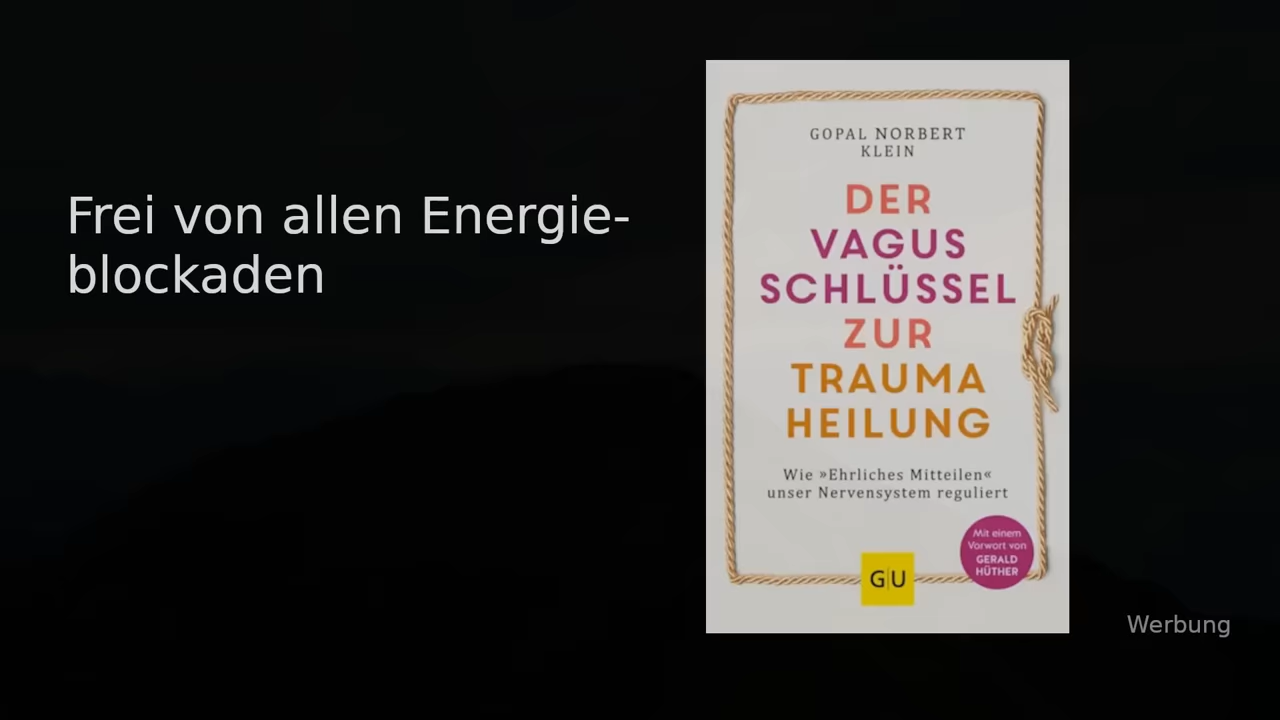 Frei von allen Energie-
blockaden
GOPAL NORBERT
KLEIN
DER
VAGUS
SCHLÜSSEL
ZUR
TRAUMA
HEILUNG
Wie »Ehrliches Mitteilen«
unser Nervensystem reguliert
Mit einem
Vorwort von
GERALD
HÜTHER
G|U
Werbung